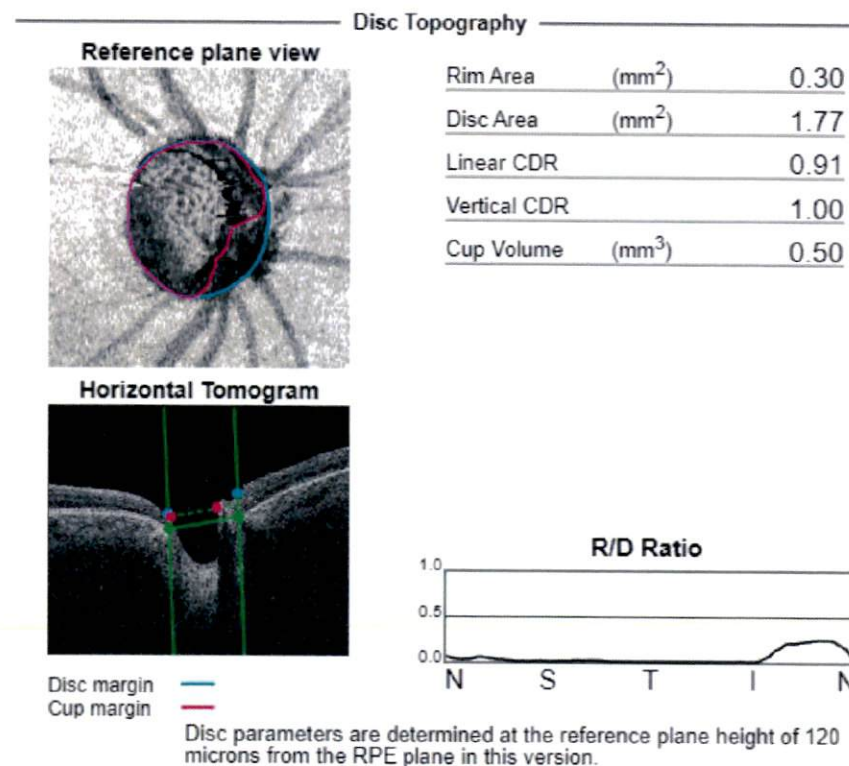 Disc Topography
Reference plane view
Rim Area (mm²) 0.30
Disc Area (mm²) 1.77
Linear CDR 0.91
Vertical CDR 1.00
Cup Volume (mm³) 0.50
Horizontal Tomogram
R/D Ratio
1.0
0.5
0.0
N S T I N
Disc margin
Cup margin
Disc parameters are determined at the reference plane height of 120
microns from the RPE plane in this version.